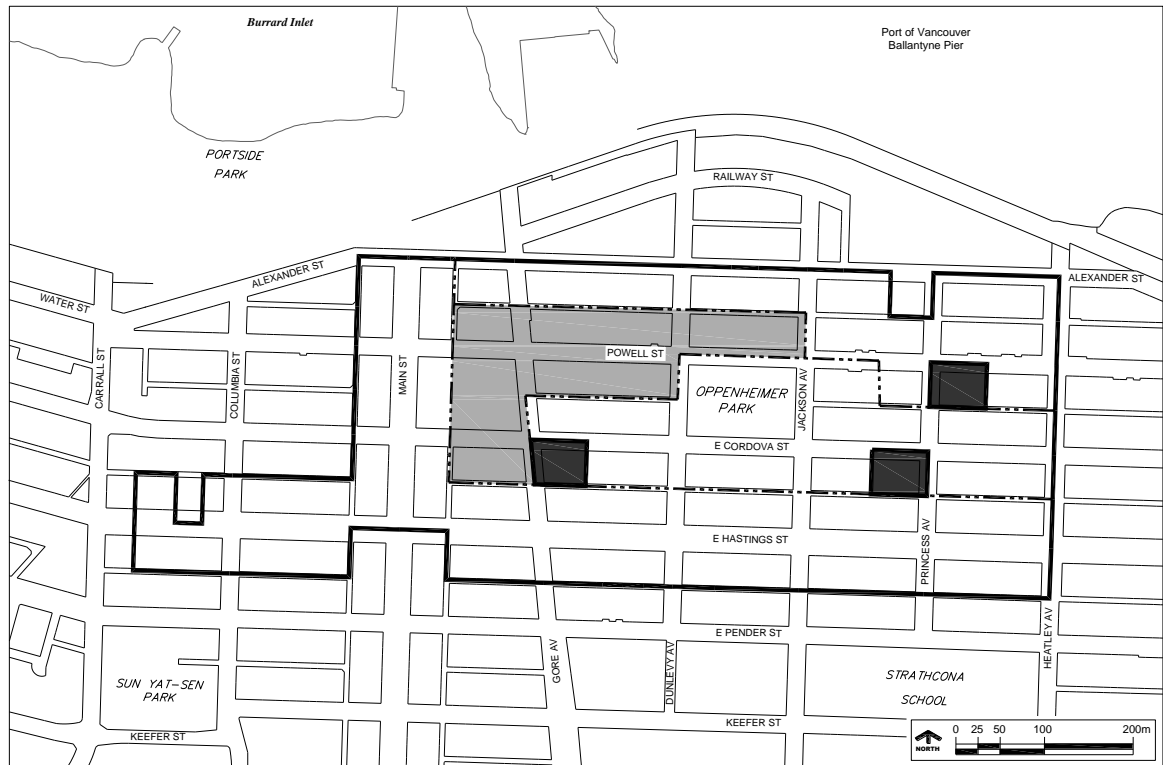 Burrard Inlet
Port of Vancouver
Ballantyne Pier
PORTSIDE
PARK
RAILWAY ST
ALEXANDER ST
ALEXANDER ST
WATER ST
POWELL ST
CARRALL ST
COLUMBIA ST
MAIN ST
JACKSON AV
OPPENHEIMER
PARK
E CORDOVA ST
E HASTINGS ST
PRINCESS AV
E PENDER ST
HEATLEY AV
GORE AV
DUNLEVY AV
SUN YAT-SEN
PARK
STRATHCONA
SCHOOL
KEEFER ST
KEEFER ST
NORTH
0 25 50 100 200m